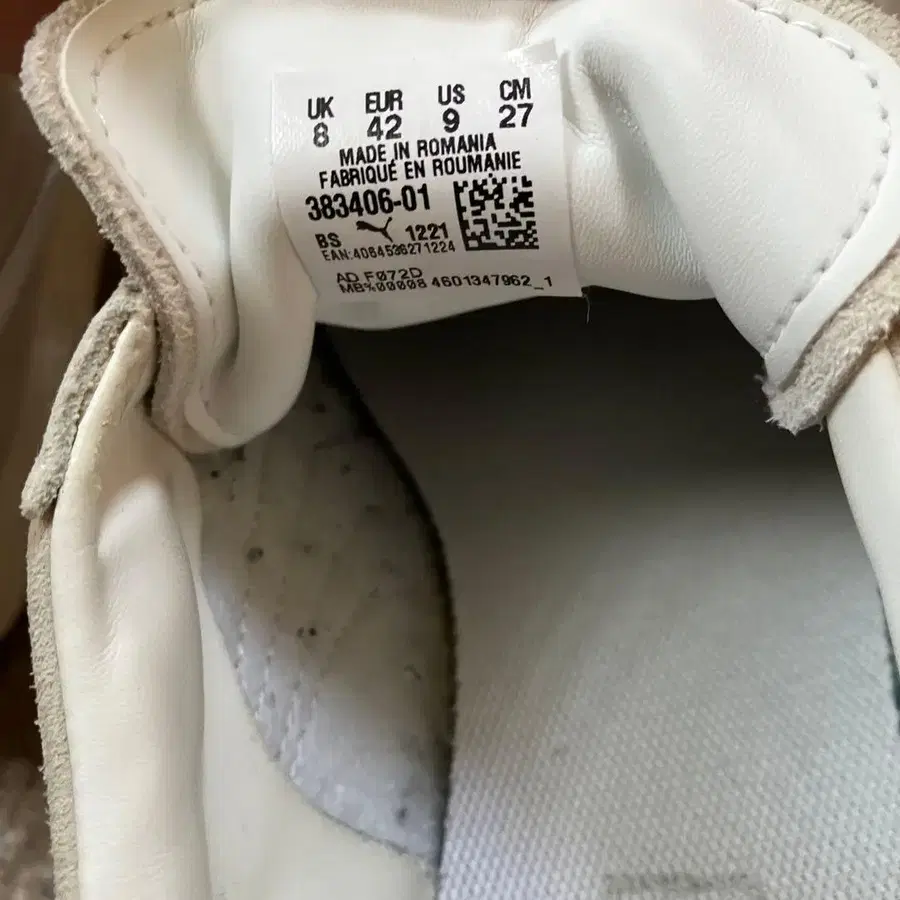 UK EUR US CM
8 42 9 27
MADE IN ROMANIA
FABRIQUÉ EN ROUMANIE
383406-01
BS 1221
EAN:4064536271224
AD F072D
MB%00008 4601347962_1